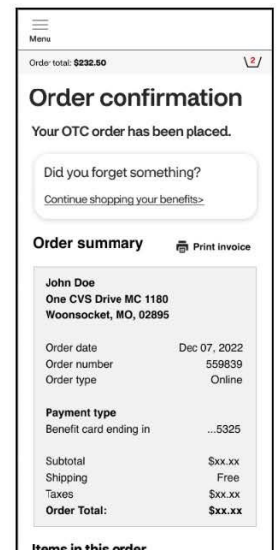 Menu
Order total: $232.50
2
Order confirmation
Your OTC order has been placed.
Did you forget something?
Continue shopping your benefits>
Order summary
Print invoice
John Doe
One CVS Drive MC 1180
Woonsocket, MO, 02895
Order date Dec 07, 2022
Order number 559839
Order type Online
Payment type
Benefit card ending in ...5325
Subtotal $xx.xx
Shipping Free
Taxes $xx.xx
Order Total: $xx.xx
Items in this order